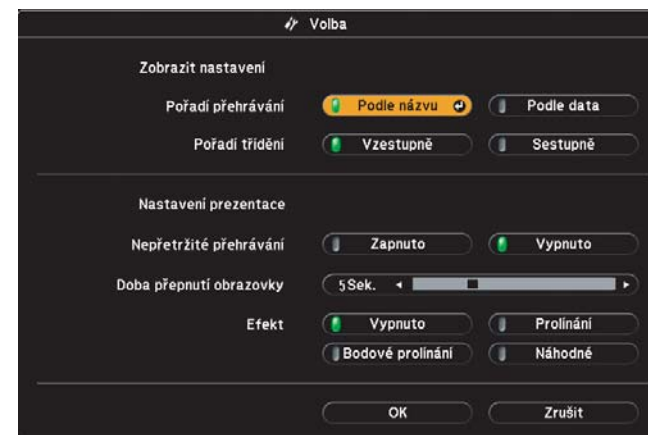 Volba
Zobrazit nastavení
Pořadí přehrávání Podle názvu Podle data
Pořadí třídění Vzestupně Sestupně
Nastavení prezentace
Nepřetržité přehrávání Zapnuto Vypnuto
Doba přepnutí obrazovky 5Sek.
Efekt Vypnuto Prolínání
Bodové prolínání Náhodné
OK Zrušit